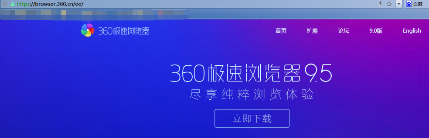 https://browser.360.cn/ee/
360极速浏览器
首页 扩展 论坛 9.0版 English
360极速浏览器9.5
尽享纯粹浏览体验
立即下载